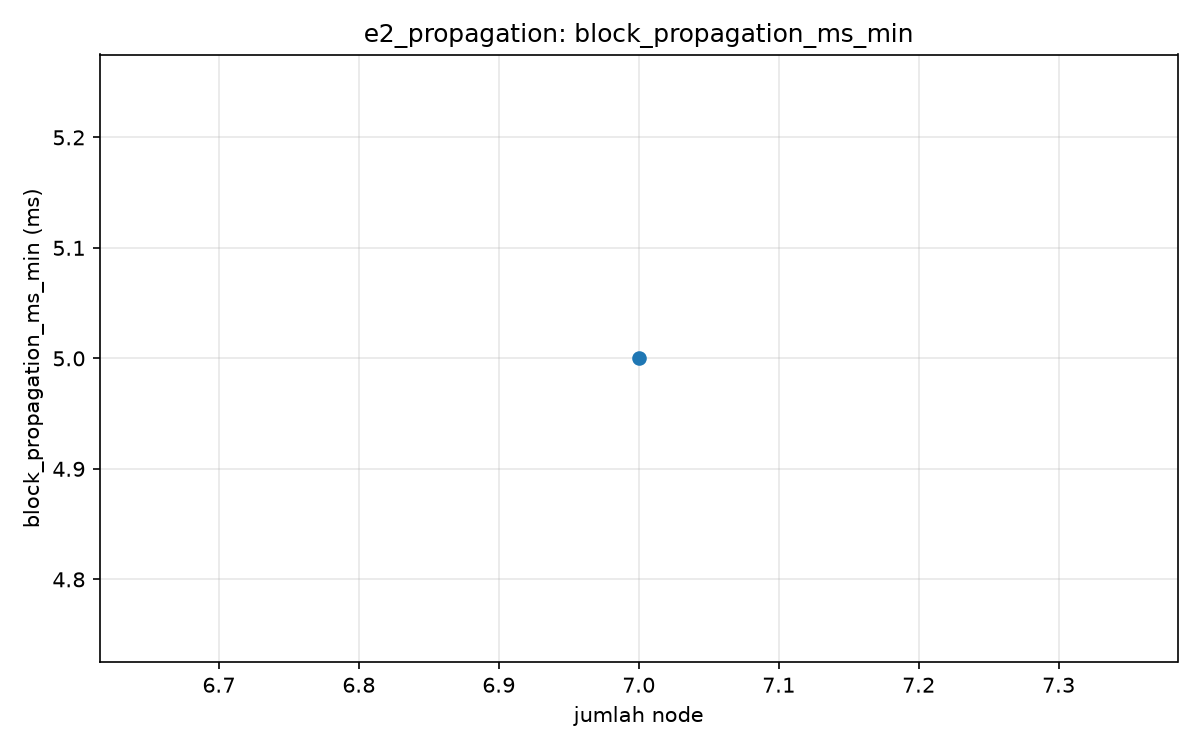 e2_propagation: block_propagation_ms_min
block_propagation_ms_min (ms)
5.2
5.1
5.0
4.9
4.8
6.7 6.8 6.9 7.0 7.1 7.2 7.3
jumlah node